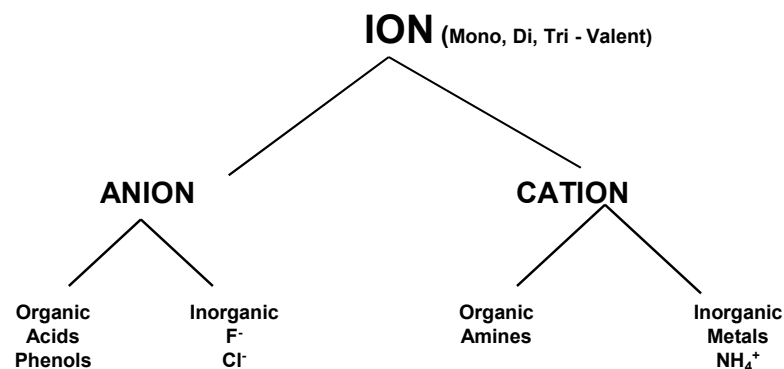 ION (Mono, Di, Tri - Valent)
ANION
CATION
Organic
Acids
Phenols
Inorganic
F⁻
Cl⁻
Organic
Amines
Inorganic
Metals
NH₄⁺